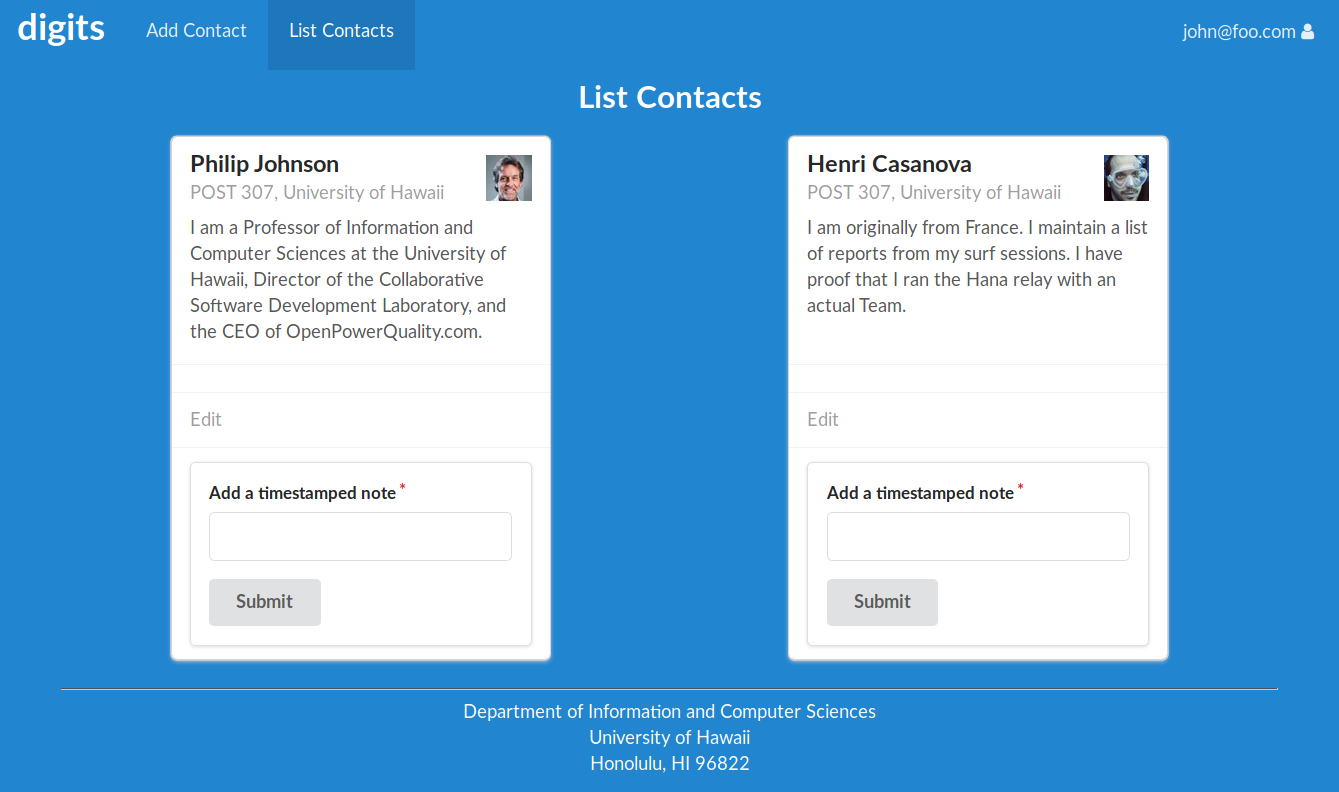 digits
Add Contact
List Contacts
john@foo.com
List Contacts
Philip Johnson
POST 307, University of Hawaii
I am a Professor of Information and
Computer Sciences at the University of
Hawaii, Director of the Collaborative
Software Development Laboratory, and
the CEO of OpenPowerQuality.com.
Edit
Add a timestamped note *
Submit
Henri Casanova
POST 307, University of Hawaii
I am originally from France. I maintain a list
of reports from my surf sessions. I have
proof that I ran the Hana relay with an
actual Team.
Edit
Add a timestamped note *
Submit
Department of Information and Computer Sciences
University of Hawaii
Honolulu, HI 96822